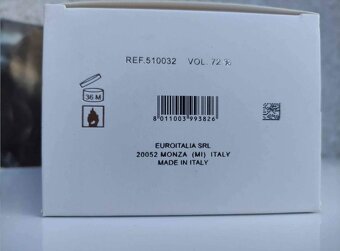 REF.510032 VOL. 72 %
36 M
8 011003 993826
EUROITALIA SRL
20052 MONZA (MI) ITALY
MADE IN ITALY